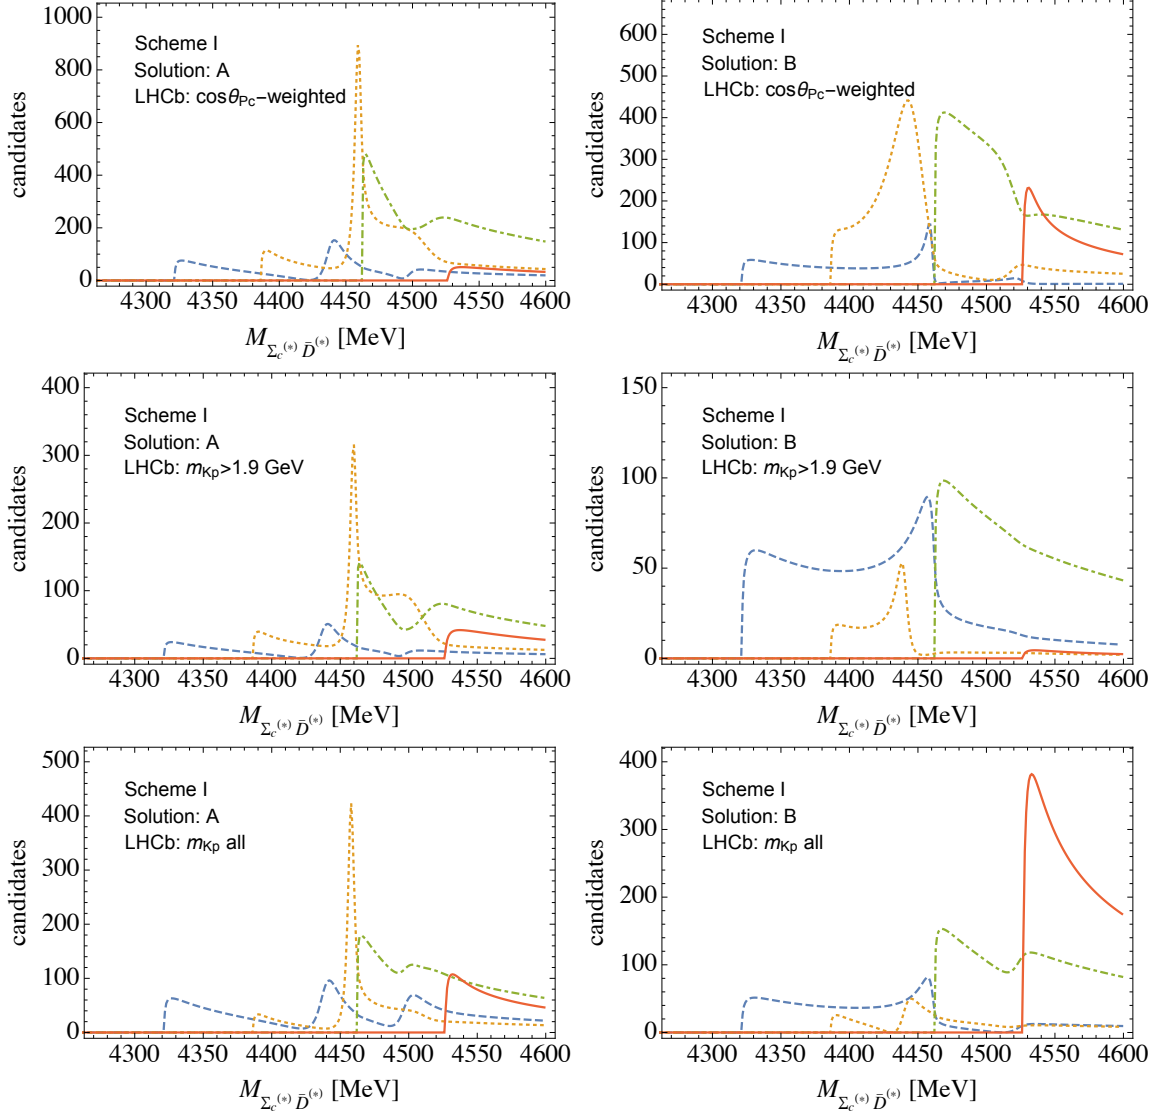 1000
800
600
400
200
0
candidates
Scheme I
Solution: A
LHCb: cosθPc−weighted
4300 4350 4400 4450 4500 4550 4600
M Σc(*) D̄(*) [MeV]
600
500
400
300
200
100
0
candidates
Scheme I
Solution: B
LHCb: cosθPc−weighted
4300 4350 4400 4450 4500 4550 4600
M Σc(*) D̄(*) [MeV]
400
300
200
100
0
candidates
Scheme I
Solution: A
LHCb: mKp>1.9 GeV
4300 4350 4400 4450 4500 4550 4600
M Σc(*) D̄(*) [MeV]
150
100
50
0
candidates
Scheme I
Solution: B
LHCb: mKp>1.9 GeV
4300 4350 4400 4450 4500 4550 4600
M Σc(*) D̄(*) [MeV]
500
400
300
200
100
0
candidates
Scheme I
Solution: A
LHCb: mKp all
4300 4350 4400 4450 4500 4550 4600
M Σc(*) D̄(*) [MeV]
400
300
200
100
0
candidates
Scheme I
Solution: B
LHCb: mKp all
4300 4350 4400 4450 4500 4550 4600
M Σc(*) D̄(*) [MeV]